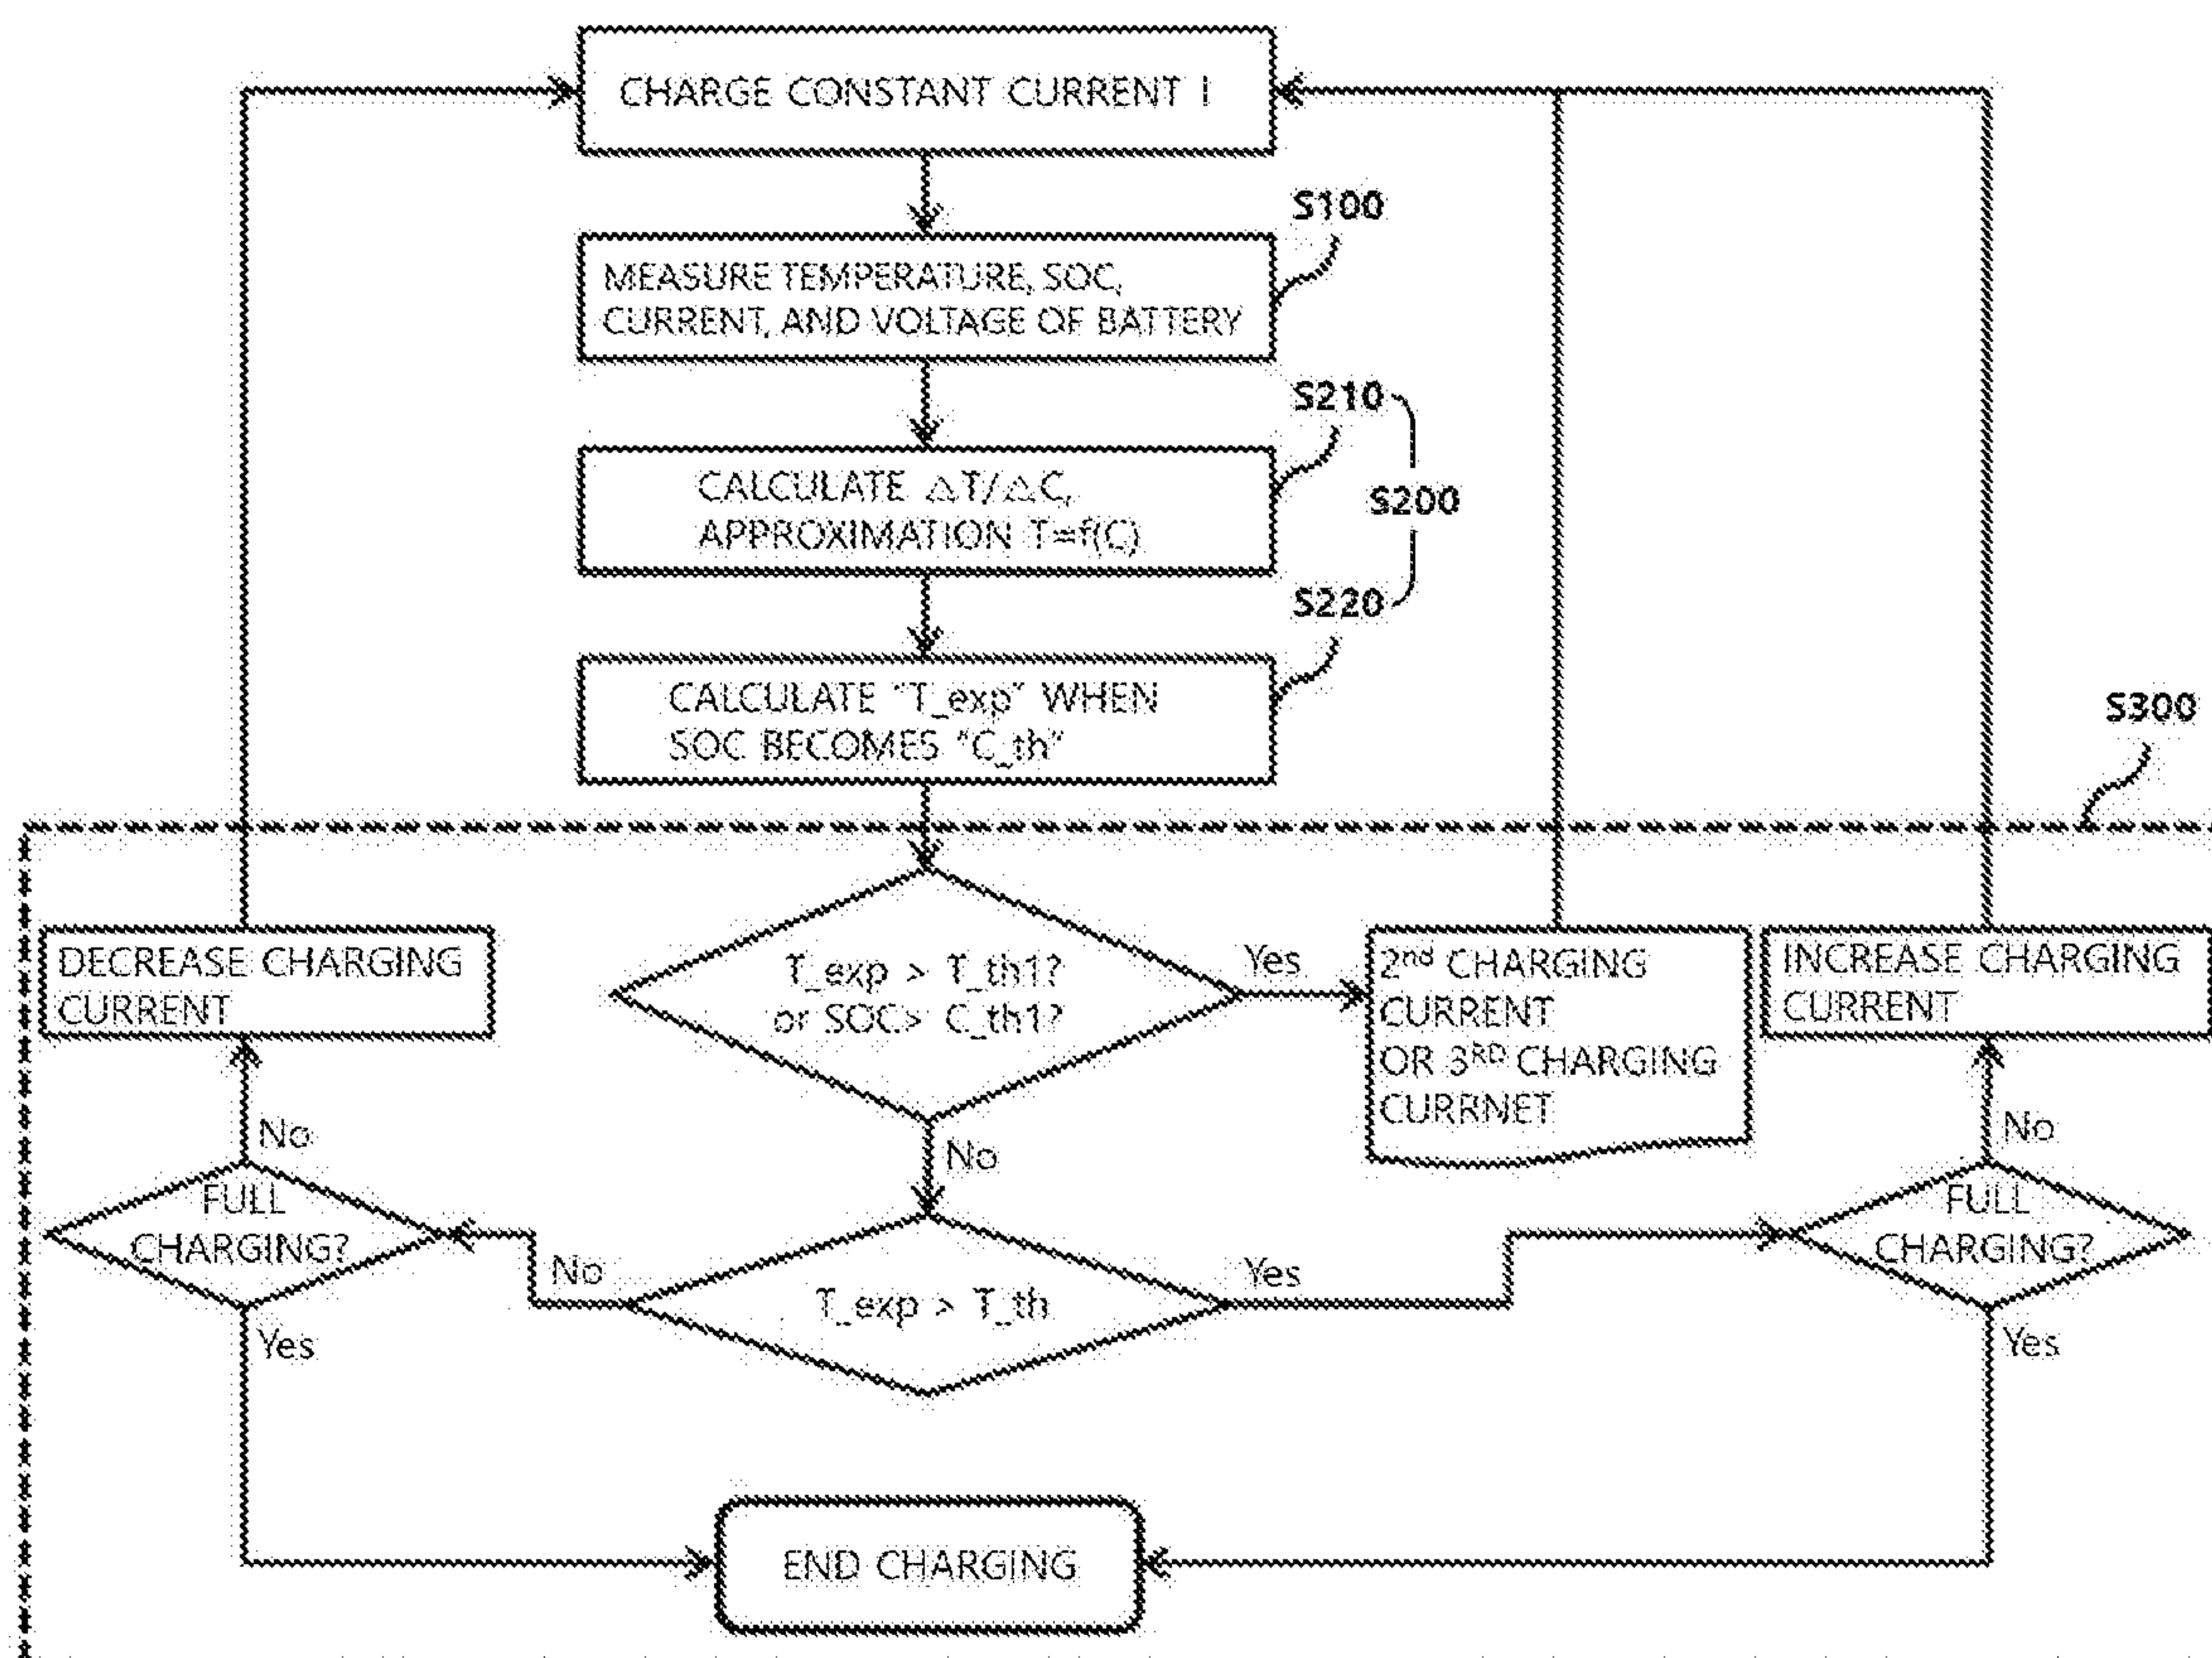 CHARGE CONSTANT CURRENT I
S100
MEASURE TEMPERATURE, SOC,
CURRENT, AND VOLTAGE OF BATTERY
S210
CALCULATE △T/△C,
APPROXIMATION T=f(C)
S200
S220
CALCULATE "T_exp" WHEN
SOC BECOMES "C_th"
S300
DECREASE CHARGING
CURRENT
T_exp > T_th1?
or SOC> C_th1?
Yes
2nd CHARGING
CURRENT
OR 3RD CHARGING
CURRNET
INCREASE CHARGING
CURRENT
No
No
No
FULL
CHARGING?
FULL
CHARGING?
No
T_exp > T_th
Yes
Yes
Yes
END CHARGING